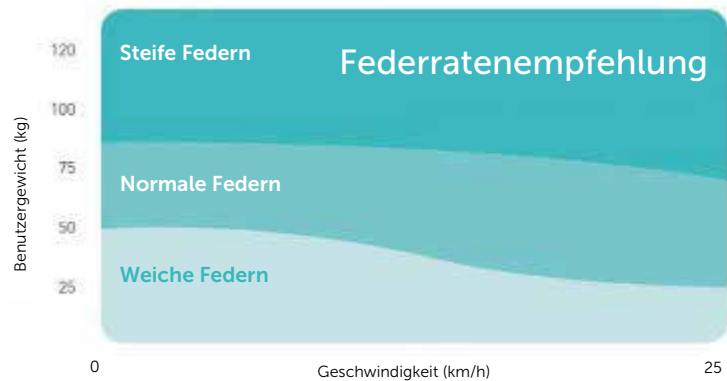 Federratenempfehlung
Steife Federn
Normale Federn
Weiche Federn
Benutzergewicht (kg)
120
100
75
50
25
0
Geschwindigkeit (km/h)
25